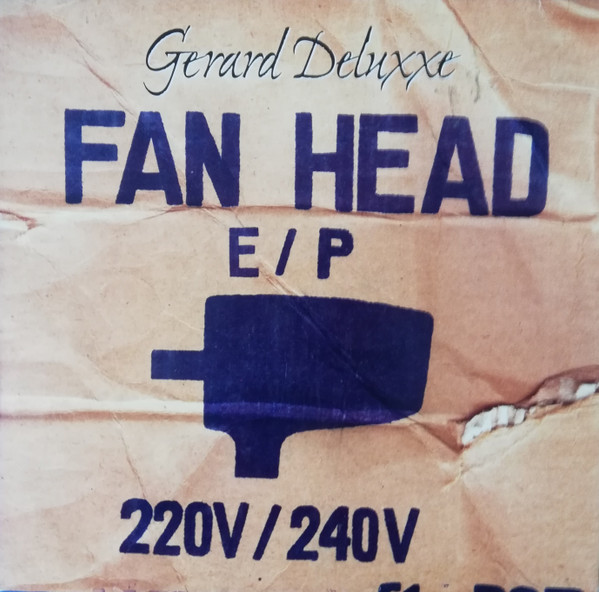 Gerard Deluxxe
FAN HEAD
E/P
220V/240V